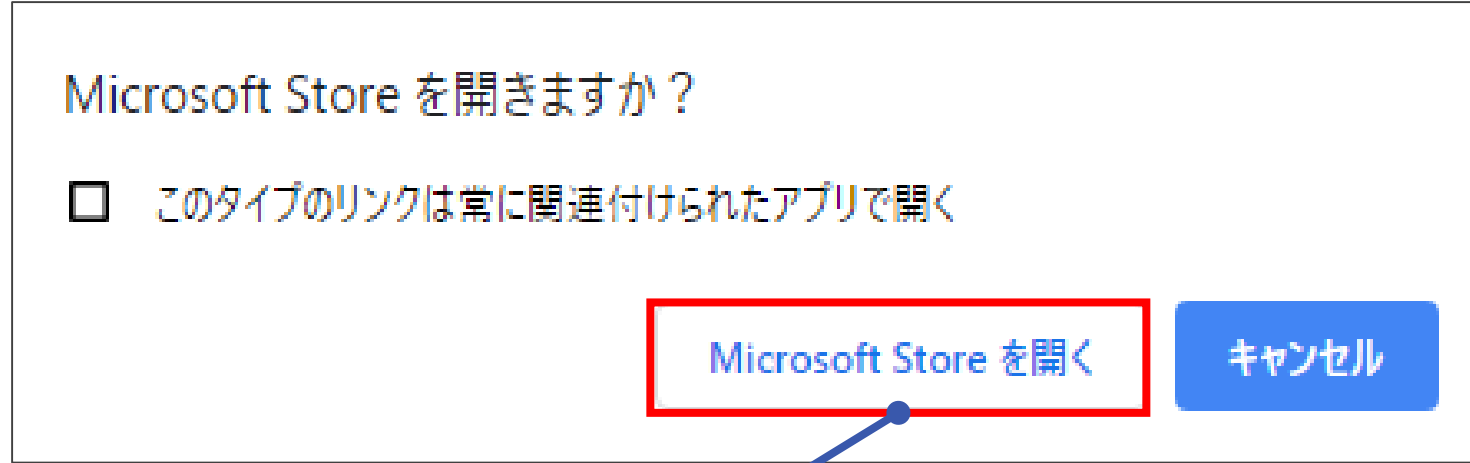 Microsoft Store を開きますか？
このタイプのリンクは常に関連付けられたアプリで開く
Microsoft Store を開く
キャンセル